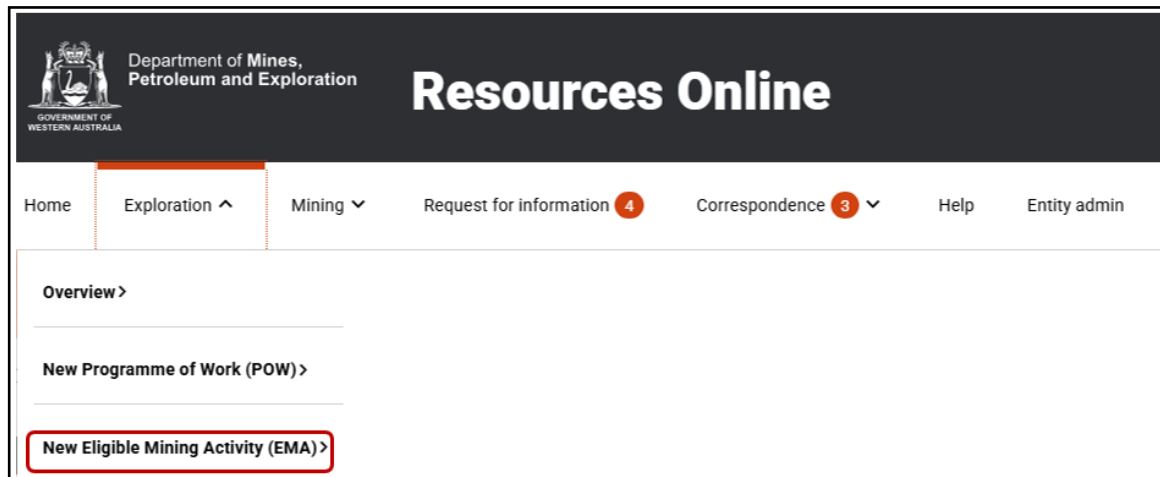 GOVERNMENT OF
WESTERN AUSTRALIA
Department of Mines,
Petroleum and Exploration
Resources Online
Home Exploration Mining Request for information 4 Correspondence 3 Help Entity admin
Overview >
New Programme of Work (POW) >
New Eligible Mining Activity (EMA) >